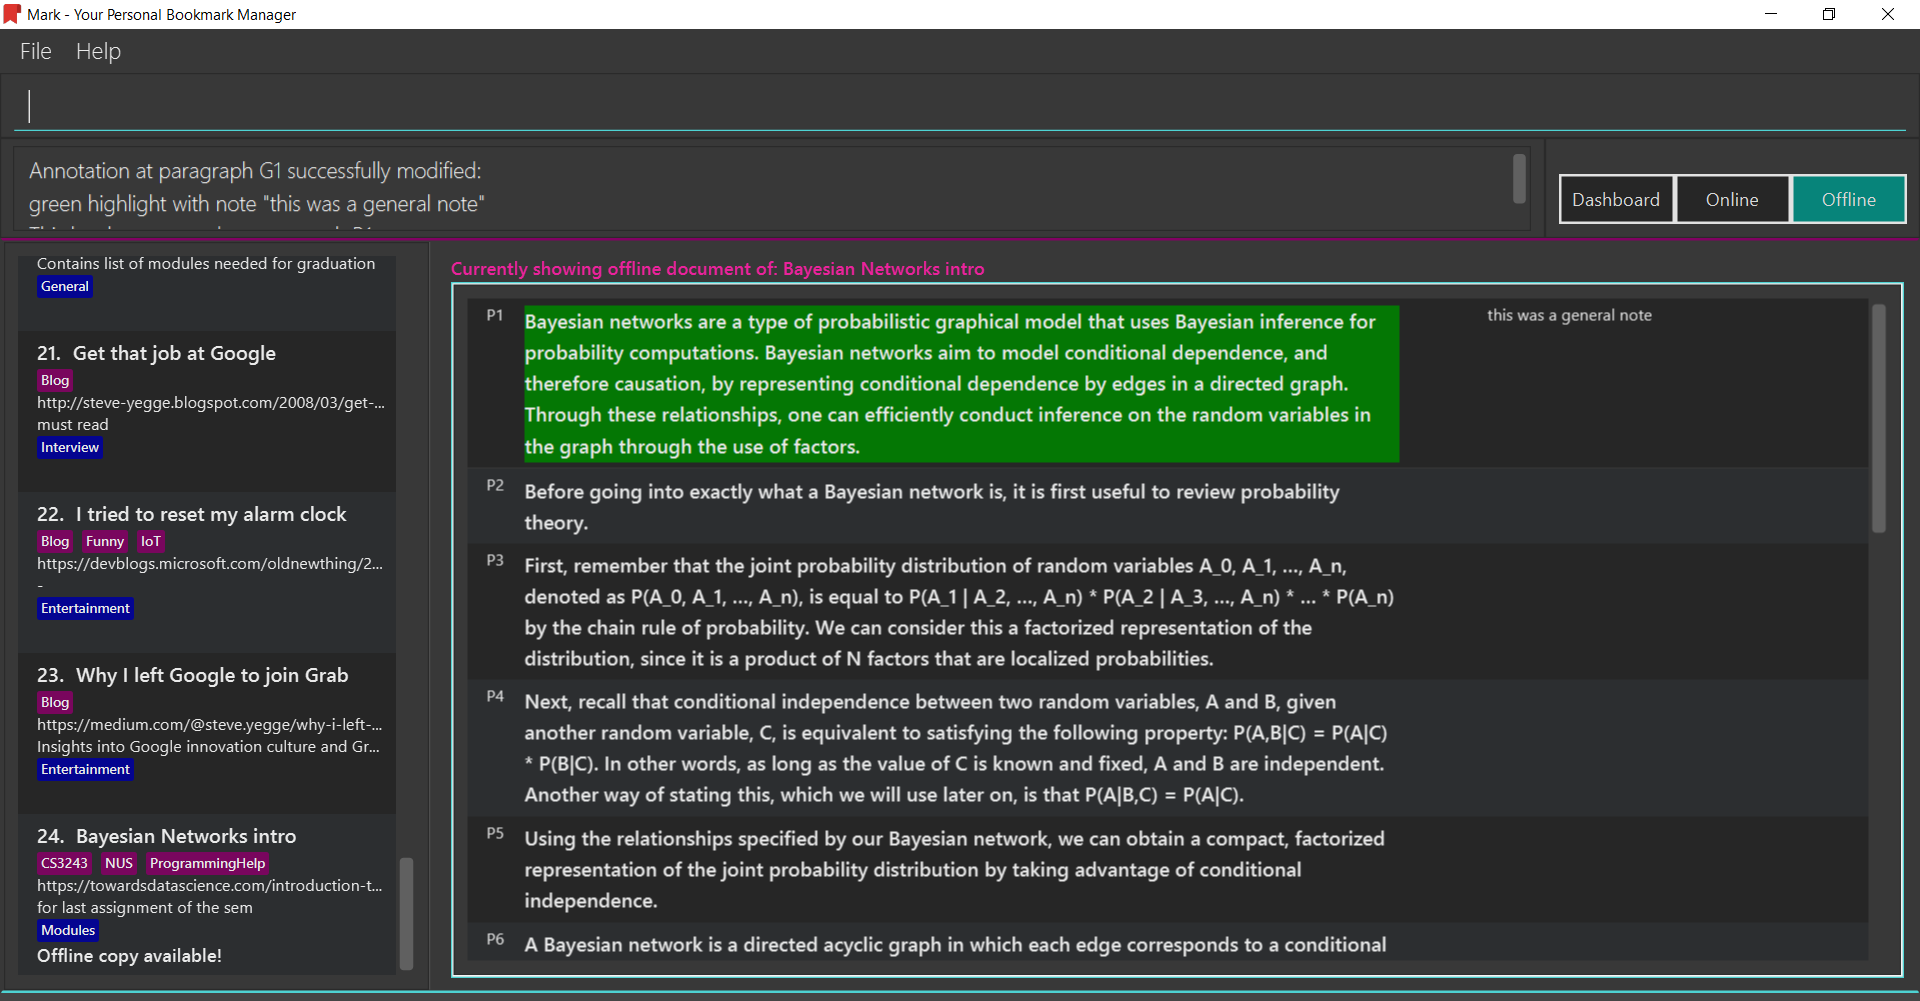 Mark - Your Personal Bookmark Manager
File Help
Annotation at paragraph G1 successfully modified:
green highlight with note "this was a general note"
Dashboard Online Offline
Contains list of modules needed for graduation
General
21. Get that job at Google
Blog
http://steve-yegge.blogspot.com/2008/03/get-...
must read
Interview
22. I tried to reset my alarm clock
Blog Funny IoT
https://devblogs.microsoft.com/oldnewthing/2...
-
Entertainment
23. Why I left Google to join Grab
Blog
https://medium.com/@steve.yegge/why-i-left-...
Insights into Google innovation culture and Gr...
Entertainment
24. Bayesian Networks intro
CS3243 NUS ProgrammingHelp
https://towardsdatascience.com/introduction-t...
for last assignment of the sem
Modules
Offline copy available!
Currently showing offline document of: Bayesian Networks intro
P1 Bayesian networks are a type of probabilistic graphical model that uses Bayesian inference for
probability computations. Bayesian networks aim to model conditional dependence, and
therefore causation, by representing conditional dependence by edges in a directed graph.
Through these relationships, one can efficiently conduct inference on the random variables in
the graph through the use of factors.
this was a general note
P2 Before going into exactly what a Bayesian network is, it is first useful to review probability
theory.
P3 First, remember that the joint probability distribution of random variables A_0, A_1, ..., A_n,
denoted as P(A_0, A_1, ..., A_n), is equal to P(A_1 | A_2, ..., A_n) * P(A_2 | A_3, ..., A_n) * ... * P(A_n)
by the chain rule of probability. We can consider this a factorized representation of the
distribution, since it is a product of N factors that are localized probabilities.
P4 Next, recall that conditional independence between two random variables, A and B, given
another random variable, C, is equivalent to satisfying the following property: P(A,B|C) = P(A|C)
* P(B|C). In other words, as long as the value of C is known and fixed, A and B are independent.
Another way of stating this, which we will use later on, is that P(A|B,C) = P(A|C).
P5 Using the relationships specified by our Bayesian network, we can obtain a compact, factorized
representation of the joint probability distribution by taking advantage of conditional
independence.
P6 A Bayesian network is a directed acyclic graph in which each edge corresponds to a conditional